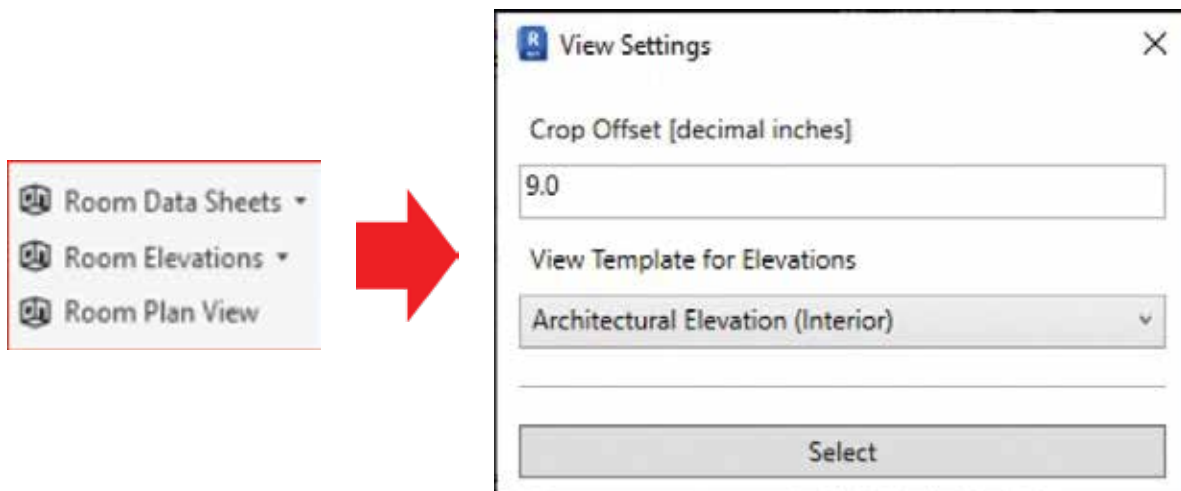 Room Data Sheets
Room Elevations
Room Plan View
R
View Settings
Crop Offset [decimal inches]
9.0
View Template for Elevations
Architectural Elevation (Interior)
Select